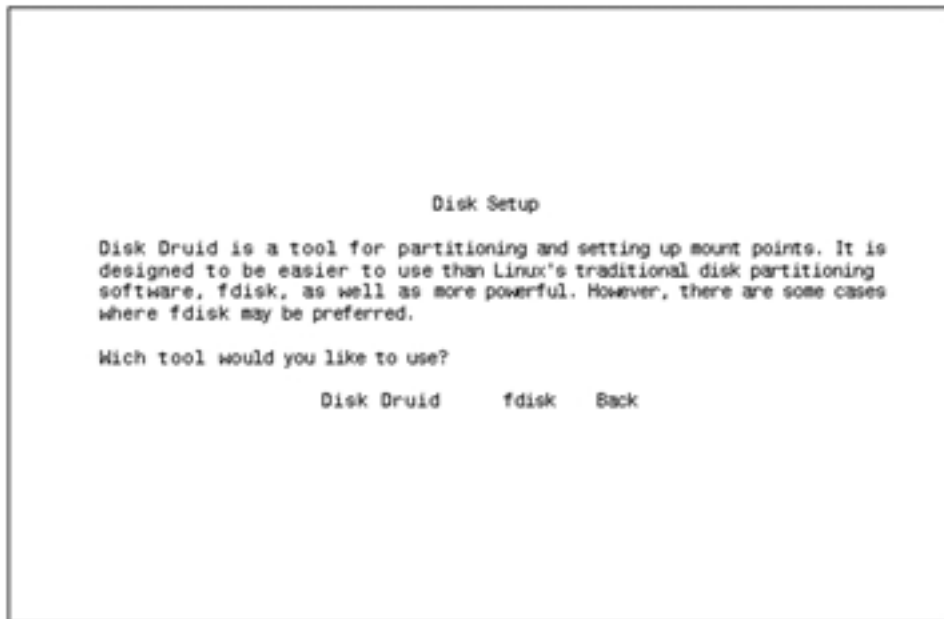 Disk Setup
Disk Druid is a tool for partitioning and setting up mount points. It is
designed to be easier to use than Linux's traditional disk partitioning
software, fdisk, as well as more powerful. However, there are some cases
where fdisk may be preferred.
Wich tool would you like to use?
Disk Druid fdisk Back